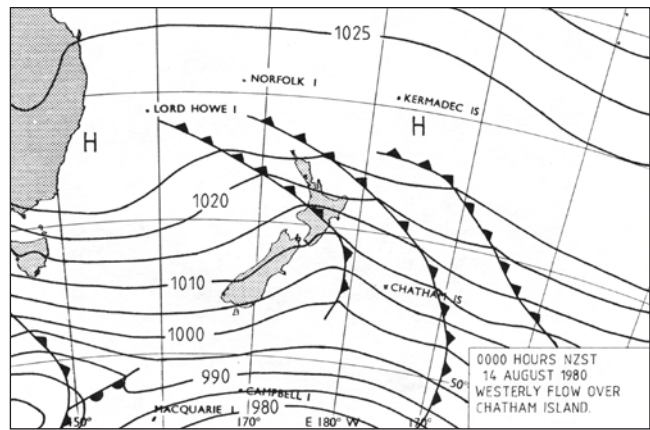 1025
NORFOLK I
KERMADEC IS
LORD HOWE I
H
H
1020
1010
CHATHAM IS
1000
990
50°
CAMPBELL I
MACQUARIE I.
980
150°
170°
E 180° W
170°
0000 HOURS NZST
14 AUGUST 1980
WESTERLY FLOW OVER
CHATHAM ISLAND.